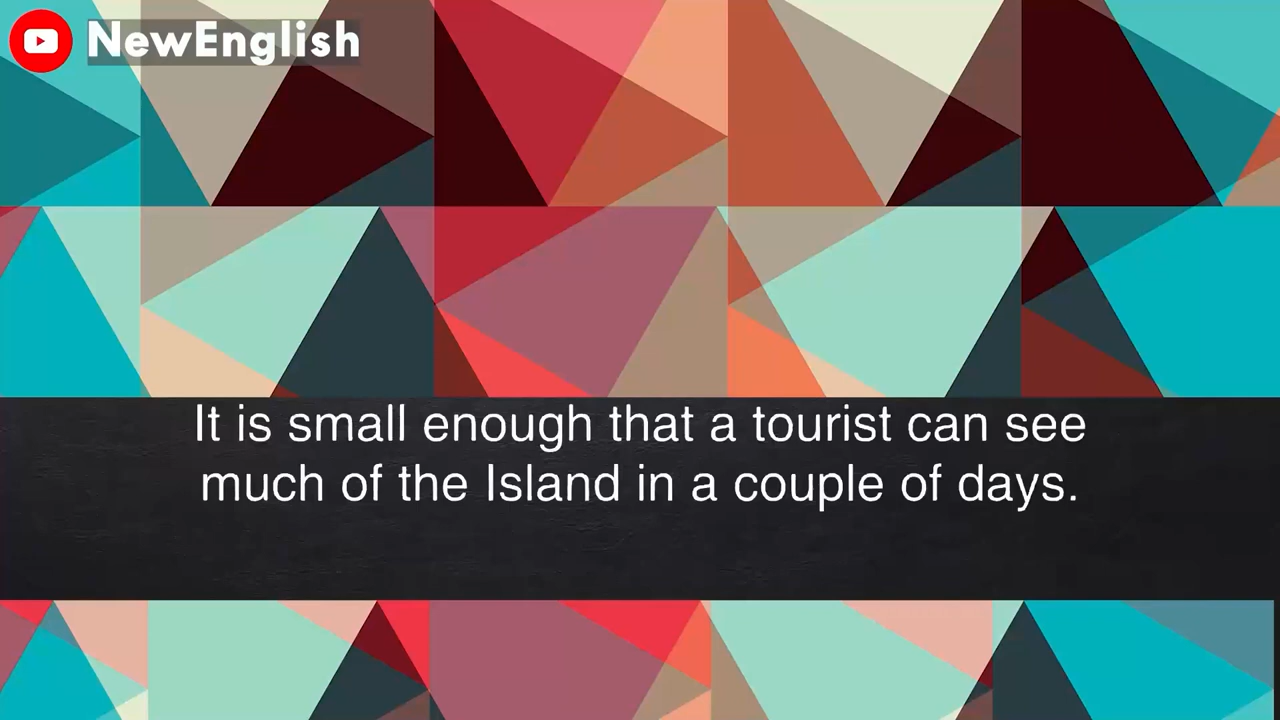 NewEnglish
It is small enough that a tourist can see
much of the Island in a couple of days.